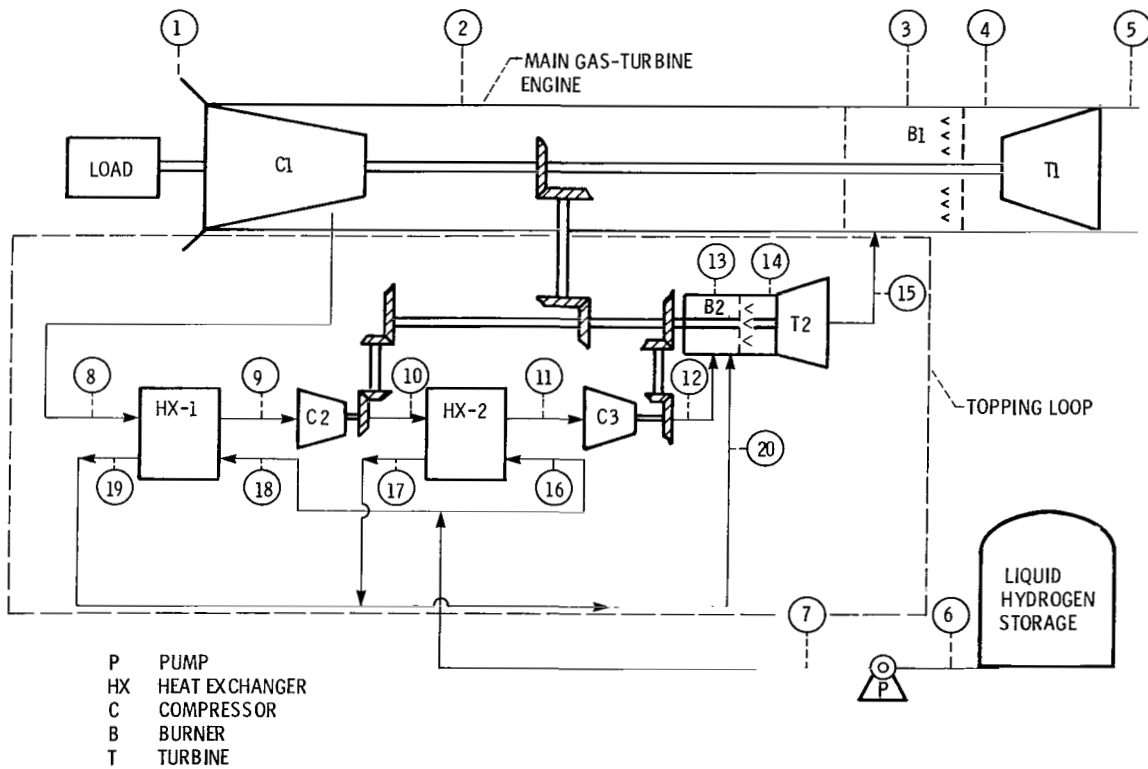 1
2
3
4
5
MAIN GAS-TURBINE
ENGINE
LOAD
C1
B1
T1
13
14
15
B2
T2
8
9
10
11
12
HX-1
C2
HX-2
C3
TOPPING LOOP
19
18
17
16
20
7
6
P
LIQUID
HYDROGEN
STORAGE
P PUMP
HX HEAT EXCHANGER
C COMPRESSOR
B BURNER
T TURBINE